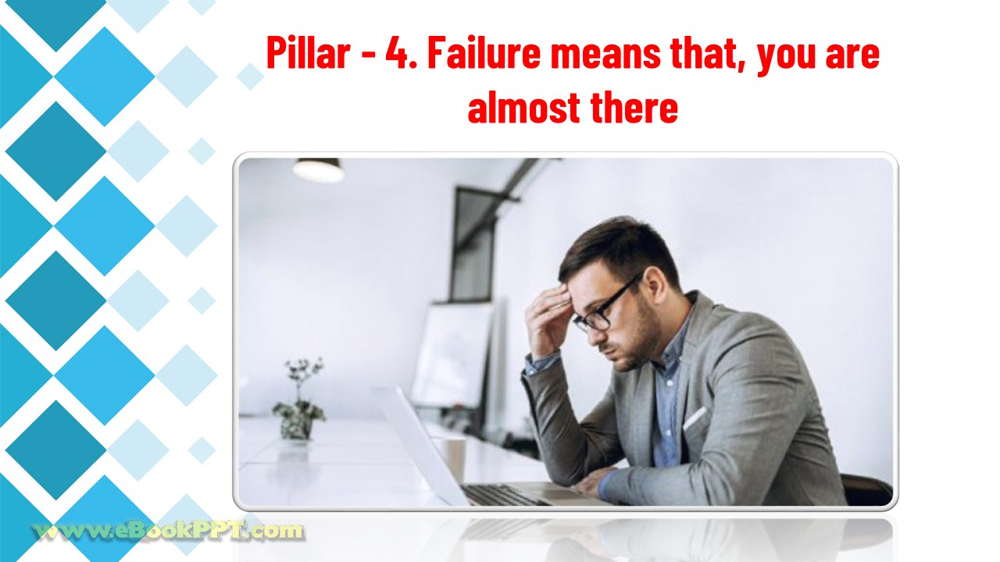 Pillar - 4. Failure means that, you are
almost there
www.eBookPPT.com